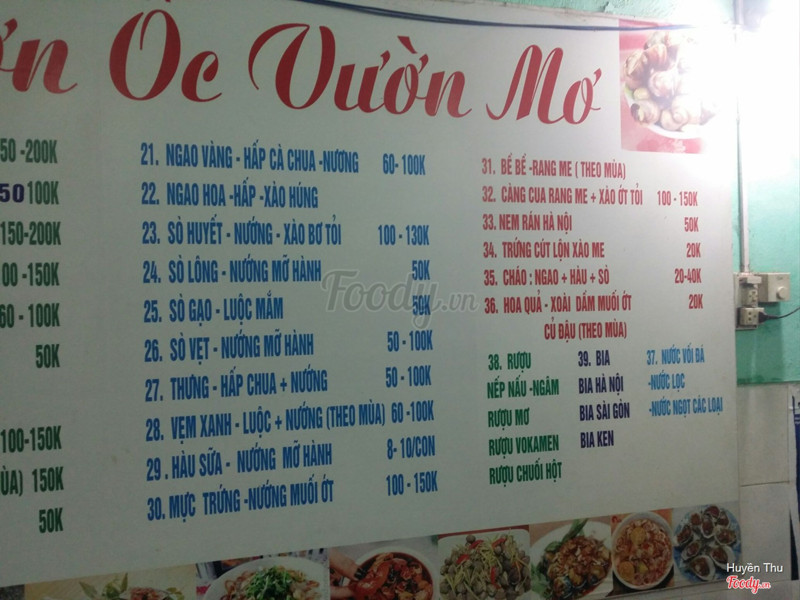 ờn Ốc Vườn Mơ
50 -200K
50 100K
150-200K
00 -150K
60 - 100K
50K
100-150K
ÙA) 150K
50K
21. NGAO VÀNG - HẤP CÀ CHUA -NƯƠNG 60- 100K
22. NGAO HOA -HẤP -XÀO HÚNG
23. SÒ HUYẾT - NƯỚNG -XÀO BƠ TỎI 100 - 130K
24. SÒ LÔNG - NƯỚNG MỠ HÀNH 50K
25. SÒ GẠO - LUỘC MẮM 50K
26. SÒ VẸT - NƯỚNG MỠ HÀNH 50 - 100K
27. THƯNG - HẤP CHUA + NƯỚNG 50 - 100K
28. VẸM XANH - LUỘC + NƯỚNG (THEO MÙA) 60 -100K
29 . HÀU SỮA - NƯỚNG MỠ HÀNH 8- 10/CON
30. MỰC TRỨNG -NƯỚNG MUỐI ỚT 100 - 150K
31. BỀ BỀ -RANG ME ( THEO MÙA)
32. CÀNG CUA RANG ME + XÀO ỚT TỎI 100 - 150K
33. NEM RÁN HÀ NỘI 50K
34. TRỨNG CÚT LỘN XÀO ME 20K
35. CHÁO : NGAO + HÀU + SÒ 20-40K
36. HOA QUẢ - XOÀI DẦM MUỐI ỚT 20K
CỦ ĐẬU (THEO MÙA)
38. RƯỢU
NẾP NẤU -NGÂM
RƯỢU MƠ
RƯỢU VOKAMEN
RƯỢU CHUỐI HỘT
39. BIA
BIA HÀ NỘI
BIA SÀI GÒN
BIA KEN
37. NƯỚC VỐI ĐÁ
-NƯỚC LỌC
-NƯỚC NGỌT CÁC LOẠI
Foody.vn
Huyền Thu
Foody.vn